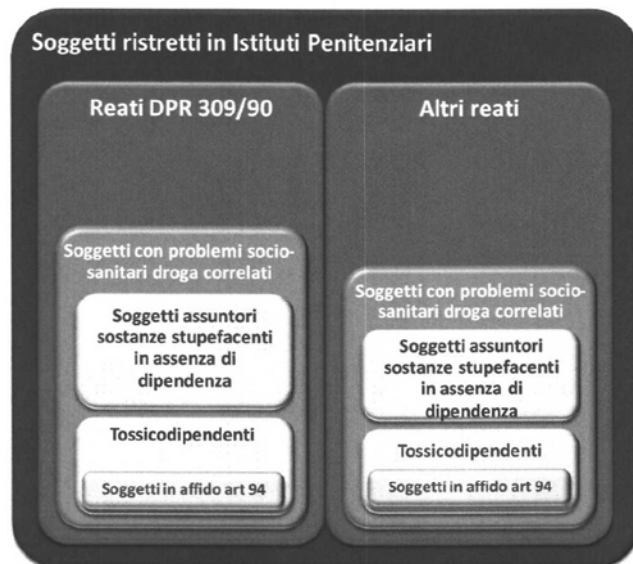 Soggetti ristretti in Istituti Penitenziari
Reati DPR 309/90
Soggetti con problemi socio-
sanitari droga correlati
Soggetti assuntori
sostanze stupefacenti
in assenza di
dipendenza
Tossicodipendenti
Soggetti in affido art 94
Altri reati
Soggetti con problemi socio-
sanitari droga correlati
Soggetti assuntori
sostanze stupefacenti
in assenza di
dipendenza
Tossicodipendenti
Soggetti in affido art 94